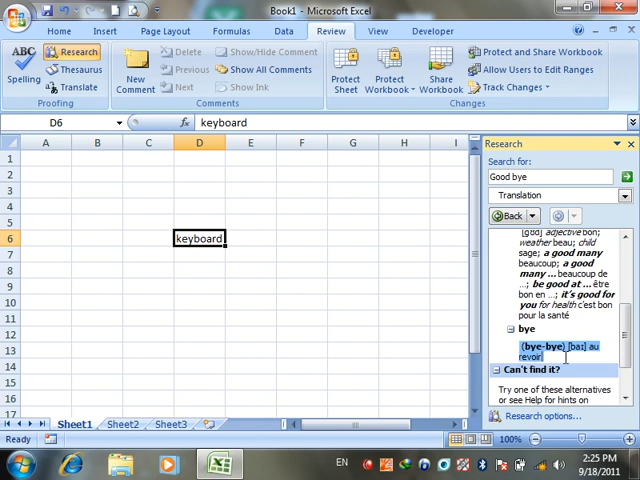 Book1 - Microsoft Excel
Home Insert Page Layout Formulas Data Review View Developer
ABC Spelling Research Thesaurus Translate
Proofing
New Comment Delete Previous Next Show/Hide Comment Show All Comments Show Ink
Comments
Protect Sheet Protect Workbook Share Workbook Protect and Share Workbook Allow Users to Edit Ranges Track Changes
Changes
D6 fx keyboard
A B C D E F G H I
1
2
3
4
5
6 keyboard
7
8
9
10
11
12
13
14
15
16
17
Research
Search for:
Good bye
Translation
Back
[gʊd] adjective bon;
weather beau; child
sage; a good many
beaucoup; a good
many ... beaucoup de
...; be good at ... être
bon en ...; it's good for
you for health c'est bon
pour la santé
bye
(bye-bye) [baɪ] au
revoir
Can't find it?
Try one of these alternatives
or see Help for hints on
Research options...
Sheet1 Sheet2 Sheet3
Ready 100%
EN 2:25 PM
9/18/2011